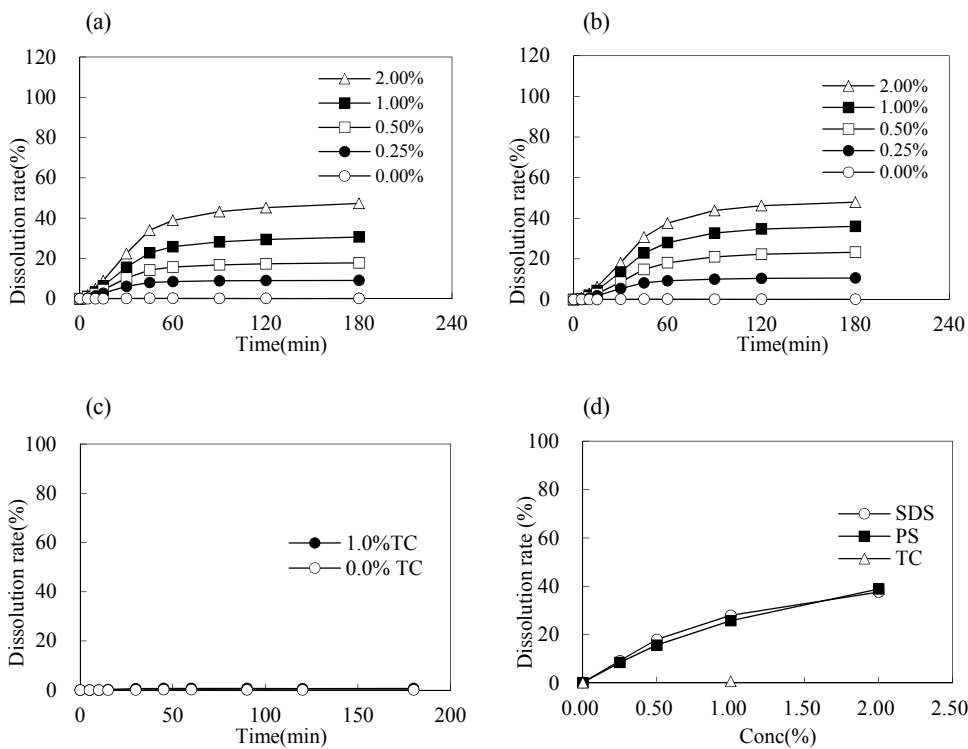 (a)
120
100
80
60
40
20
0
Dissolution rate(%)
2.00%
1.00%
0.50%
0.25%
0.00%
0 60 120 180 240
Time(min)
(b)
120
100
80
60
40
20
0
Dissolution rate(%)
2.00%
1.00%
0.50%
0.25%
0.00%
0 60 120 180 240
Time(min)
(c)
100
80
60
40
20
0
Dissolution rate(%)
1.0%TC
0.0% TC
0 50 100 150 200
Time(min)
(d)
100
80
60
40
20
0
Dissolution rate (%)
SDS
PS
TC
0.00 0.50 1.00 1.50 2.00 2.50
Conc(%)